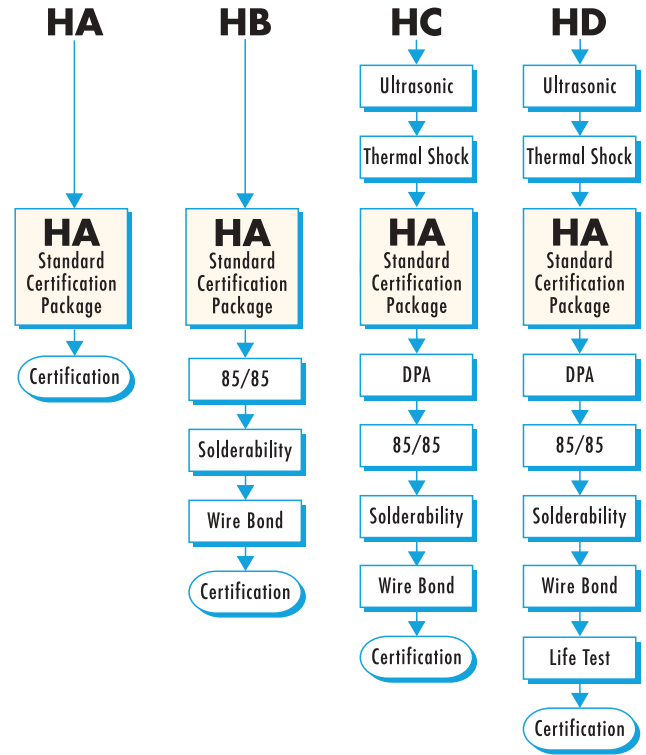 HA
HA
Standard
Certification
Package
Certification
HB
HA
Standard
Certification
Package
85/85
Solderability
Wire Bond
Certification
HC
Ultrasonic
Thermal Shock
HA
Standard
Certification
Package
DPA
85/85
Solderability
Wire Bond
Certification
HD
Ultrasonic
Thermal Shock
HA
Standard
Certification
Package
DPA
85/85
Solderability
Wire Bond
Life Test
Certification